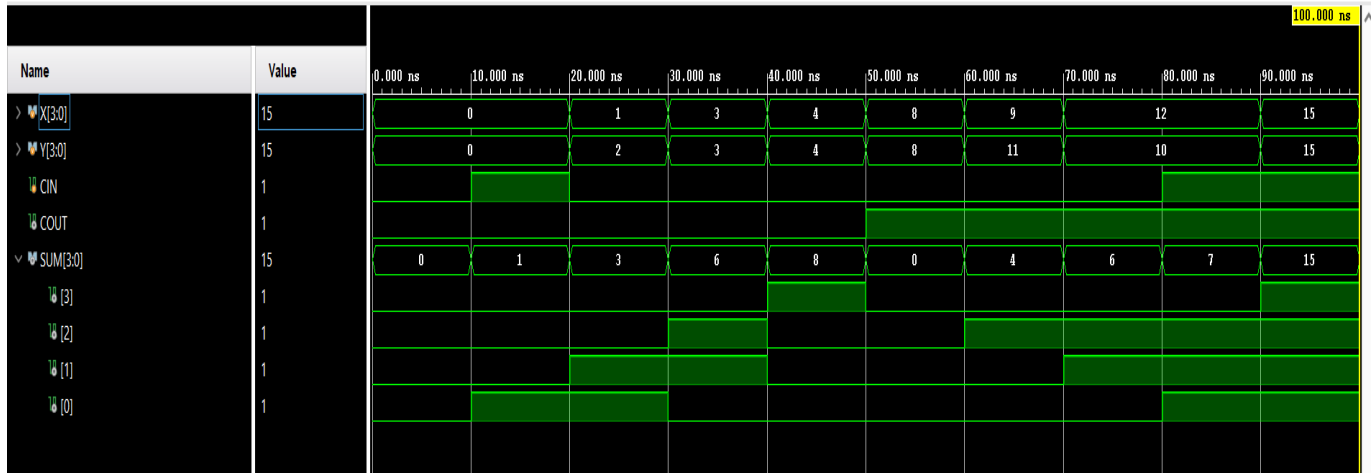 100.000 ns
Name Value
0.000 ns 10.000 ns 20.000 ns 30.000 ns 40.000 ns 50.000 ns 60.000 ns 70.000 ns 80.000 ns 90.000 ns
X[3:0] 15 0 1 3 4 8 9 12 15
Y[3:0] 15 0 2 3 4 8 11 10 15
CIN 1
COUT 1
SUM[3:0] 15 0 1 3 6 8 0 4 6 7 15
[3] 1
[2] 1
[1] 1
[0] 1